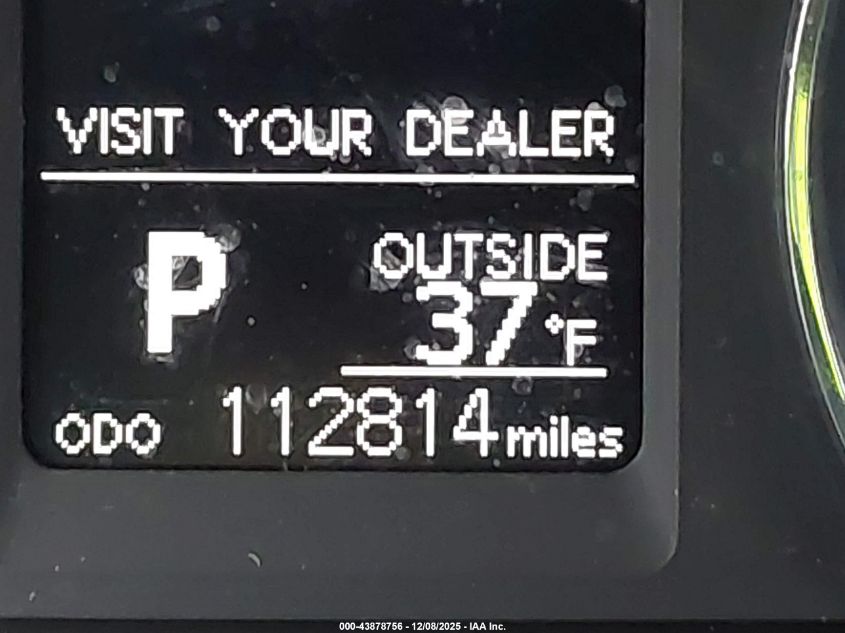 VISIT YOUR DEALER
P
OUTSIDE
37°F
ODO 112814 miles
000-43878756 - 12/08/2025 - IAA Inc.